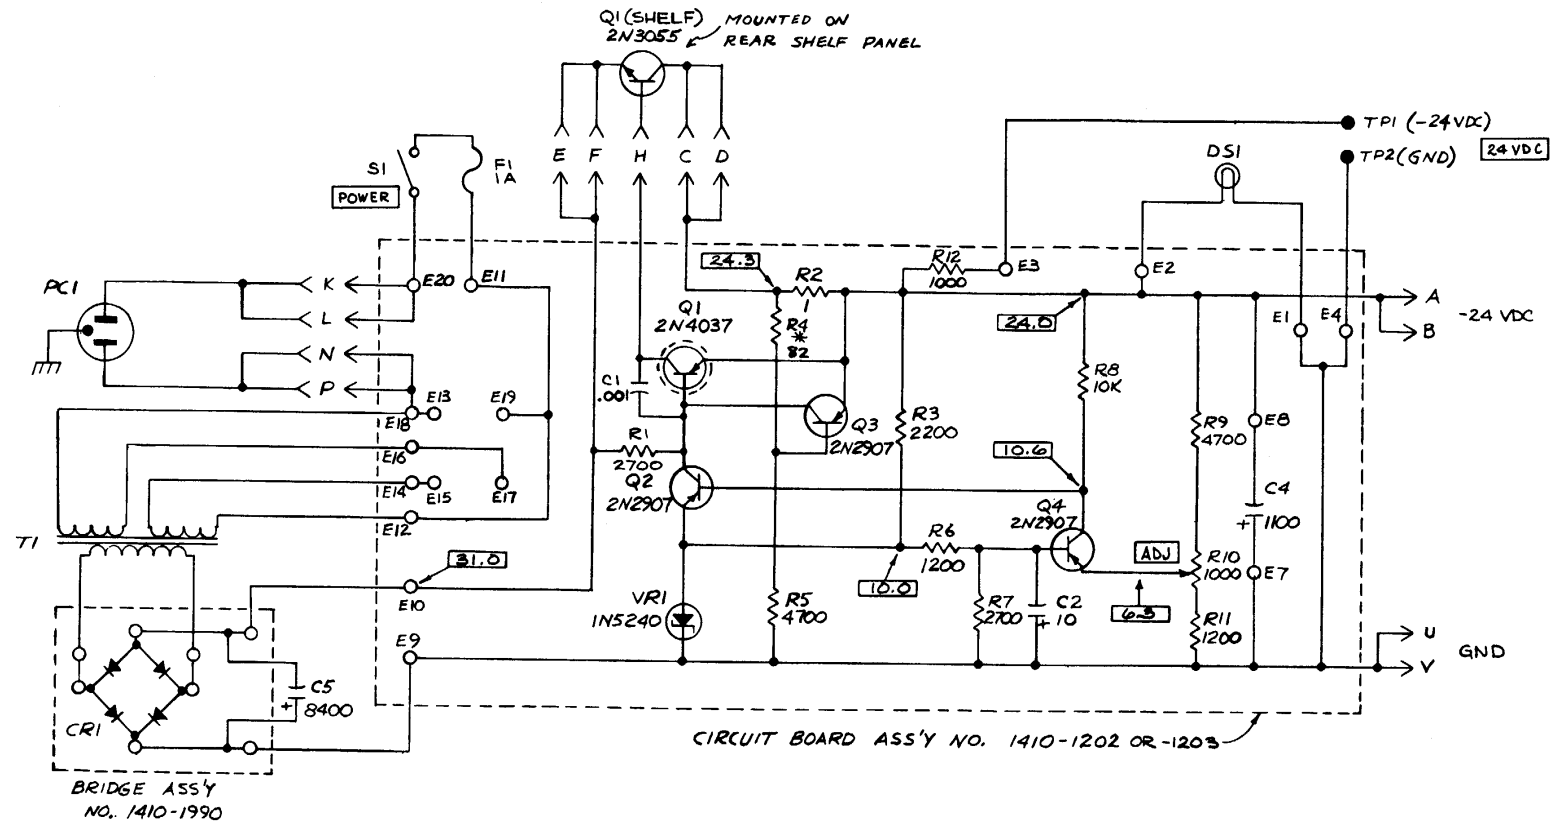 Q1 (SHELF)
2N3055
MOUNTED ON
REAR SHELF PANEL
E F H C D
S1
POWER
F1
1A
TP1 (-24VDC)
TP2 (GND)
24 VDC
DS1
PC1
K
L
N
P
E20
E11
E13
E18
E19
E16
E14
E15
E17
E12
31.0
E10
E9
T1
24.3
R2
1
R4
*
82
R12
1000
E3
E2
24.0
E1
E4
A
B
-24 VDC
Q1
2N4037
C1
.001
R1
2700
Q2
2N2907
Q3
2N2907
R3
2200
R8
10K
10.6
R9
4700
E8
C4
+ 1100
E7
Q4
2N2907
ADJ
R10
1000
R6
1200
10.0
6.3
VR1
1N5240
R5
4700
R7
2700
C2
+ 10
R11
1200
U
V
GND
C5
+ 8400
CR1
BRIDGE ASS'Y
NO. 1410-1990
CIRCUIT BOARD ASS'Y NO. 1410-1202 OR -1203